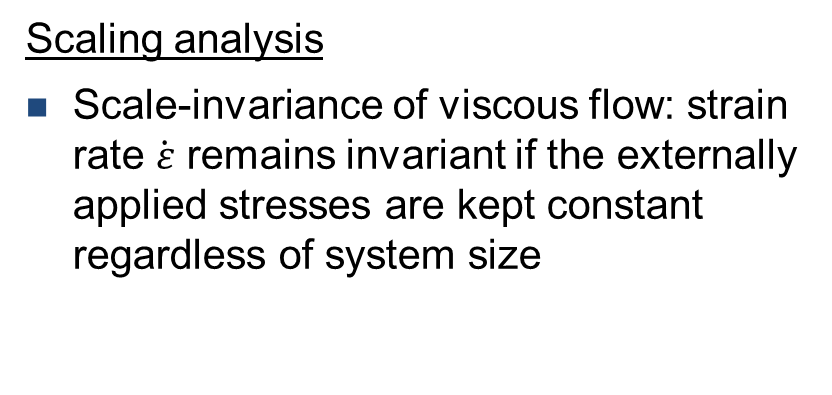 Scaling analysis
■ Scale-invariance of viscous flow: strain
rate ε̇ remains invariant if the externally
applied stresses are kept constant
regardless of system size